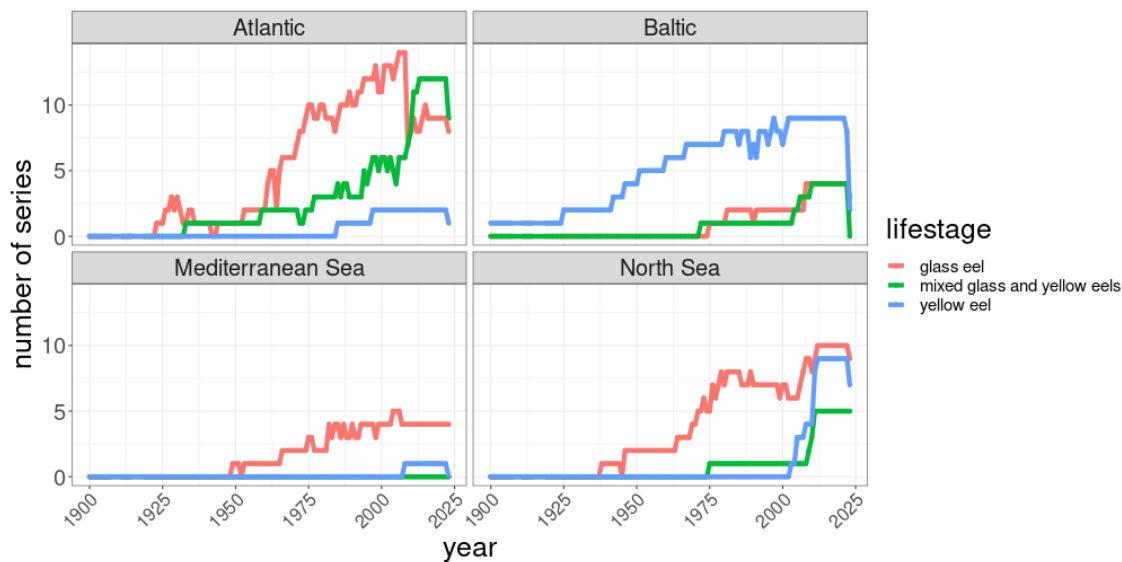 Atlantic
Baltic
10
5
0
Mediterranean Sea
North Sea
10
5
0
1900
1925
1950
1975
2000
2025
1900
1925
1950
1975
2000
2025
number of series
year
lifestage
glass eel
mixed glass and yellow eels
yellow eel